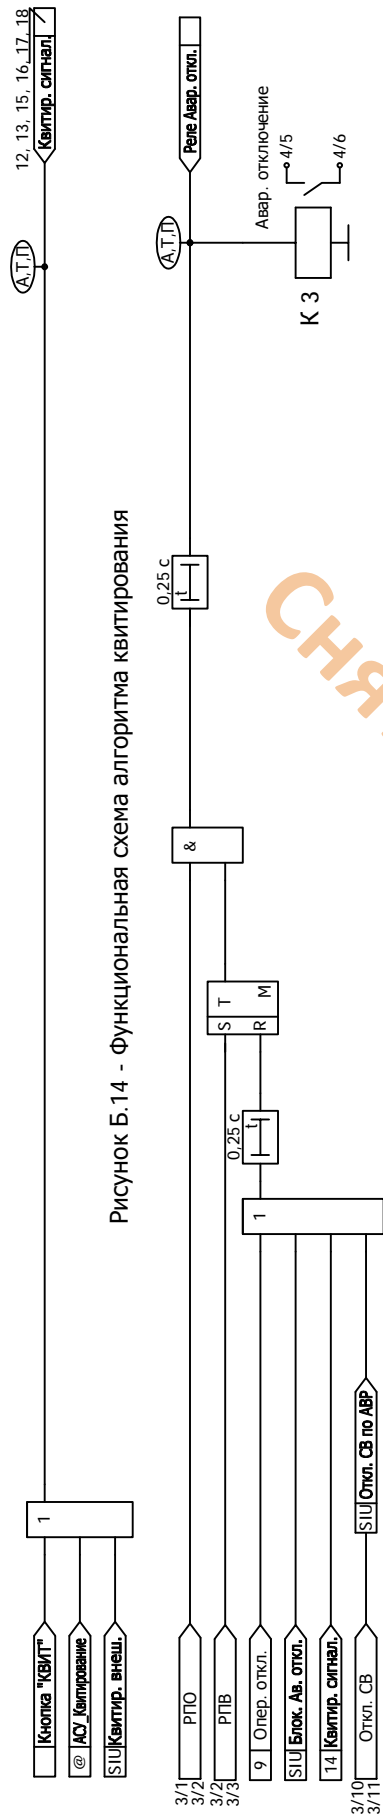 Кнопка "КВИТ"
@ АСУ_Квитирование
SIU Квитир. внеш.
1
А,Т,П
12, 13, 15, 16, 17, 18
Квитир. сигнал.
Рисунок Б.14 - Функциональная схема алгоритма квитирования
3/1
3/2
РПО
3/2
3/3
РПВ
9 Опер. откл.
SIU Блок. Ав. откл.
14 Квитир. сигнал.
3/10
3/11
Откл. СВ
SIU Откл. СВ по АВР
1
0,25 с
t
S T
R M
&
0,25 с
t
А,Т,П
Реле Авар. откл.
Авар. отключение
4/5
4/6
К 3